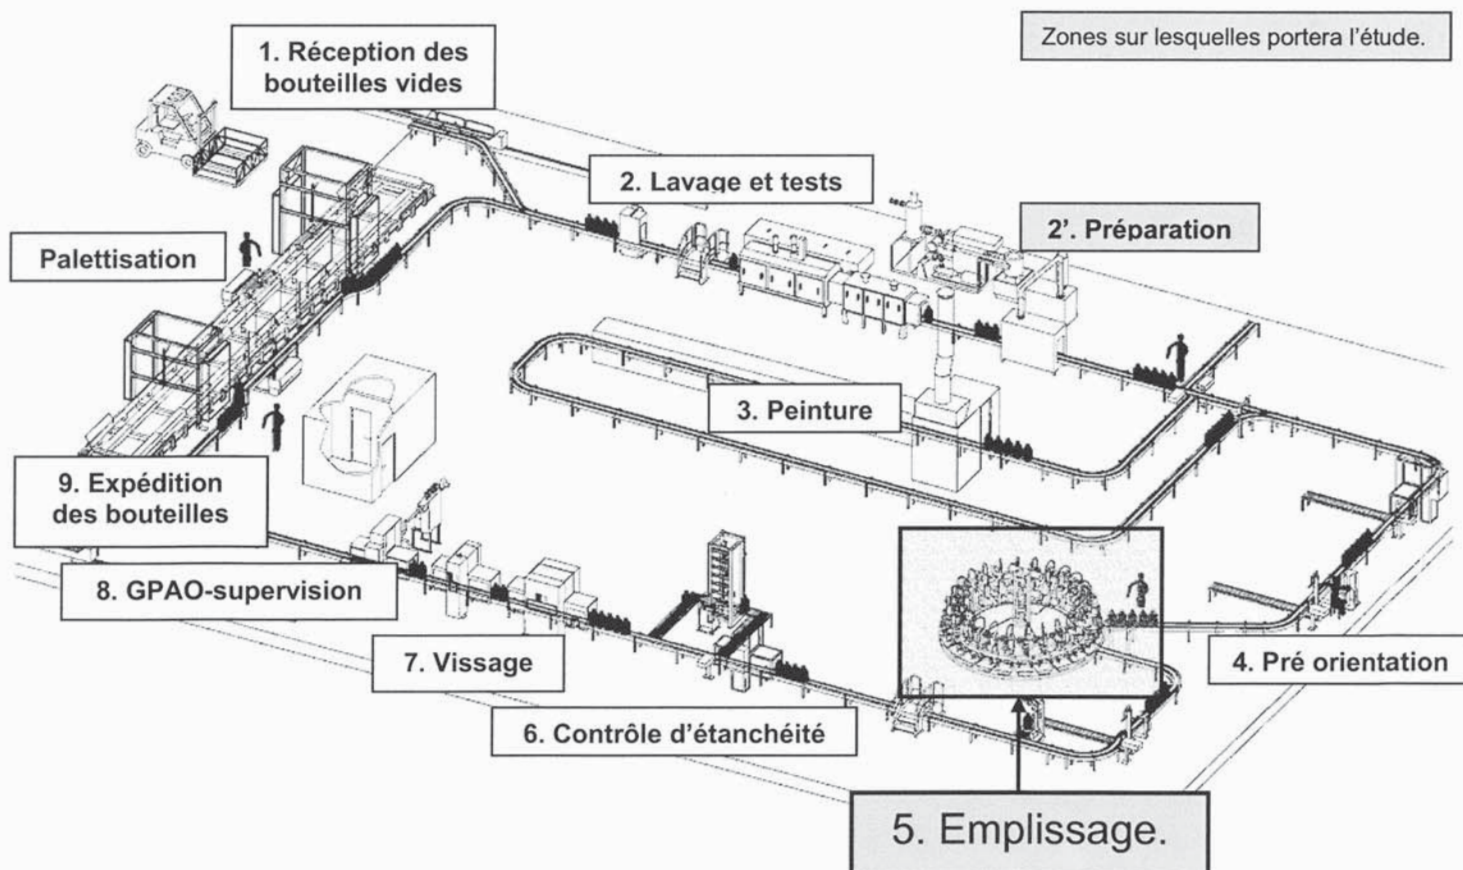 Zones sur lesquelles portera l'étude.
1. Réception des
bouteilles vides
2. Lavage et tests
2'. Préparation
Palettisation
3. Peinture
9. Expédition
des bouteilles
8. GPAO-supervision
7. Vissage
4. Pré orientation
6. Contrôle d'étanchéité
5. Emplissage.